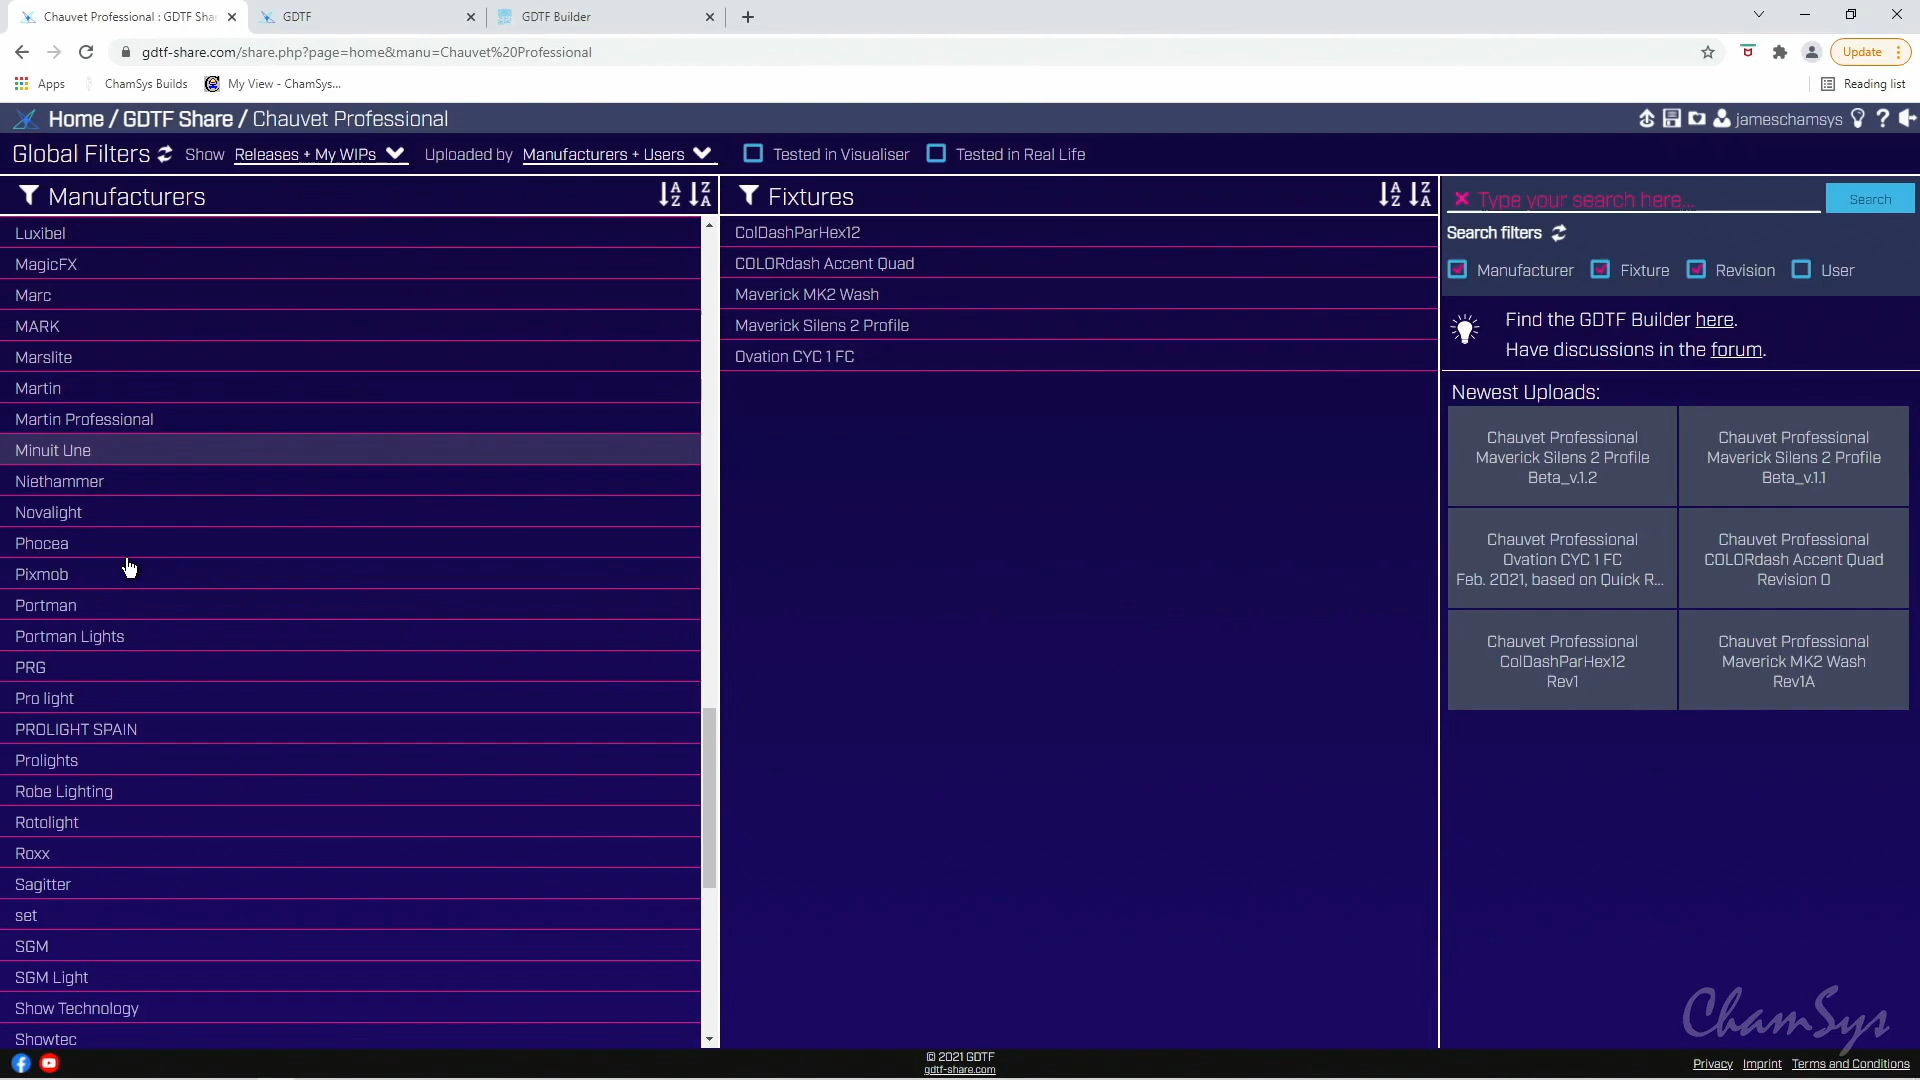 Chauvet Professional : GDTF Sha
GDTF
GDTF Builder
gdtf-share.com/share.php?page=home&manu=Chauvet%20Professional
Update
Apps
ChamSys Builds
My View - ChamSys...
Reading list
Home / GDTF Share / Chauvet Professional
jameschamsys
Global Filters
Show
Releases + My WIPs
Uploaded by
Manufacturers + Users
Tested in Visualiser
Tested in Real Life
Manufacturers
Luxibel
MagicFX
Marc
MARK
Marslite
Martin
Martin Professional
Minuit Une
Niethammer
Novalight
Phocea
Pixmob
Portman
Portman Lights
PRG
Pro light
PROLIGHT SPAIN
Prolights
Robe Lighting
Rotolight
Roxx
Sagitter
set
SGM
SGM Light
Show Technology
Showtec
Fixtures
ColDashParHex12
COLORdash Accent Quad
Maverick MK2 Wash
Maverick Silens 2 Profile
Ovation CYC 1 FC
Type your search here...
Search
Search filters
Manufacturer
Fixture
Revision
User
Find the GDTF Builder here.
Have discussions in the forum.
Newest Uploads:
Chauvet Professional
Maverick Silens 2 Profile
Beta_v.1.2
Chauvet Professional
Maverick Silens 2 Profile
Beta_v.1.1
Chauvet Professional
Ovation CYC 1 FC
Feb. 2021, based on Quick R...
Chauvet Professional
COLORdash Accent Quad
Revision 0
Chauvet Professional
ColDashParHex12
Rev1
Chauvet Professional
Maverick MK2 Wash
Rev1A
ChamSys
© 2021 GDTF
gdtf-share.com
Privacy
Imprint
Terms and Conditions